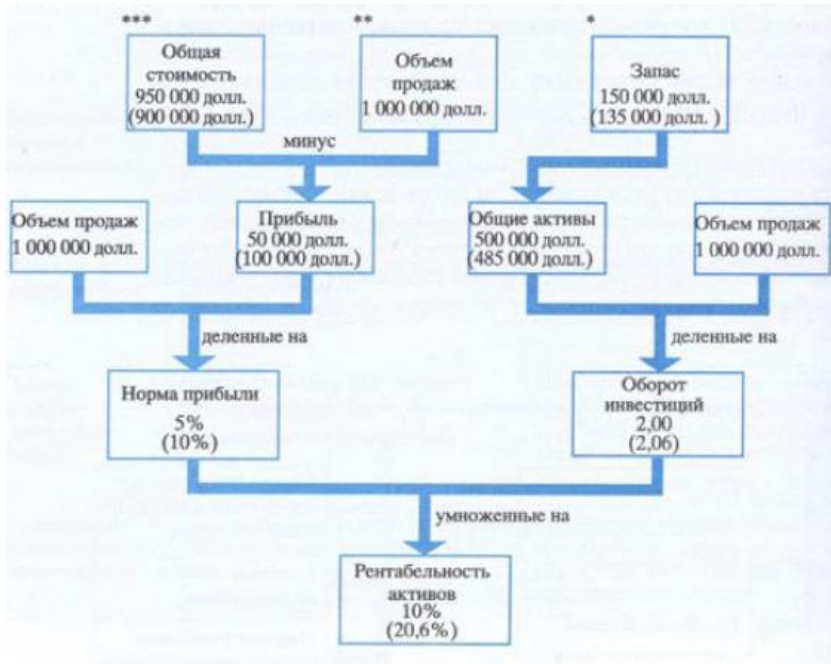 ***
Общая
стоимость
950 000 долл.
(900 000 долл.)
**
Объем
продаж
1 000 000 долл.
*
Запас
150 000 долл.
(135 000 долл. )
минус
Объем продаж
1 000 000 долл.
Прибыль
50 000 долл.
(100 000 долл.)
Общие активы
500 000 долл.
(485 000 долл.)
Объем продаж
1 000 000 долл.
деленные на
деленные на
Норма прибыли
5%
(10%)
Оборот
инвестиций
2,00
(2,06)
умноженные на
Рентабельность
активов
10%
(20,6%)